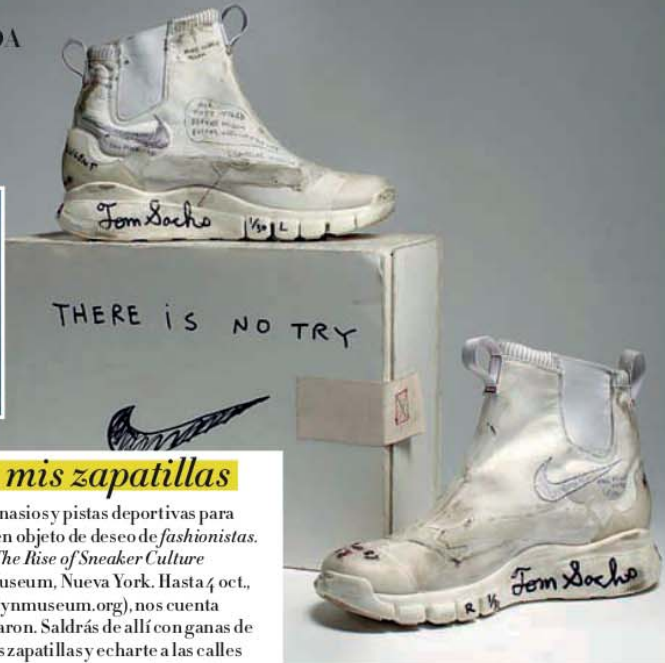 DA
Tom Sachs
1/30 L
THERE iS NO TRY
mis zapatillas
nasios y pistas deportivas para
en objeto de deseo de fashionistas.
The Rise of Sneaker Culture
useum, Nueva York. Hasta 4 oct.,
ynmuseum.org), nos cuenta
aron. Saldrás de allí con ganas de
s zapatillas y echarte a las calles
R
Tom Sachs